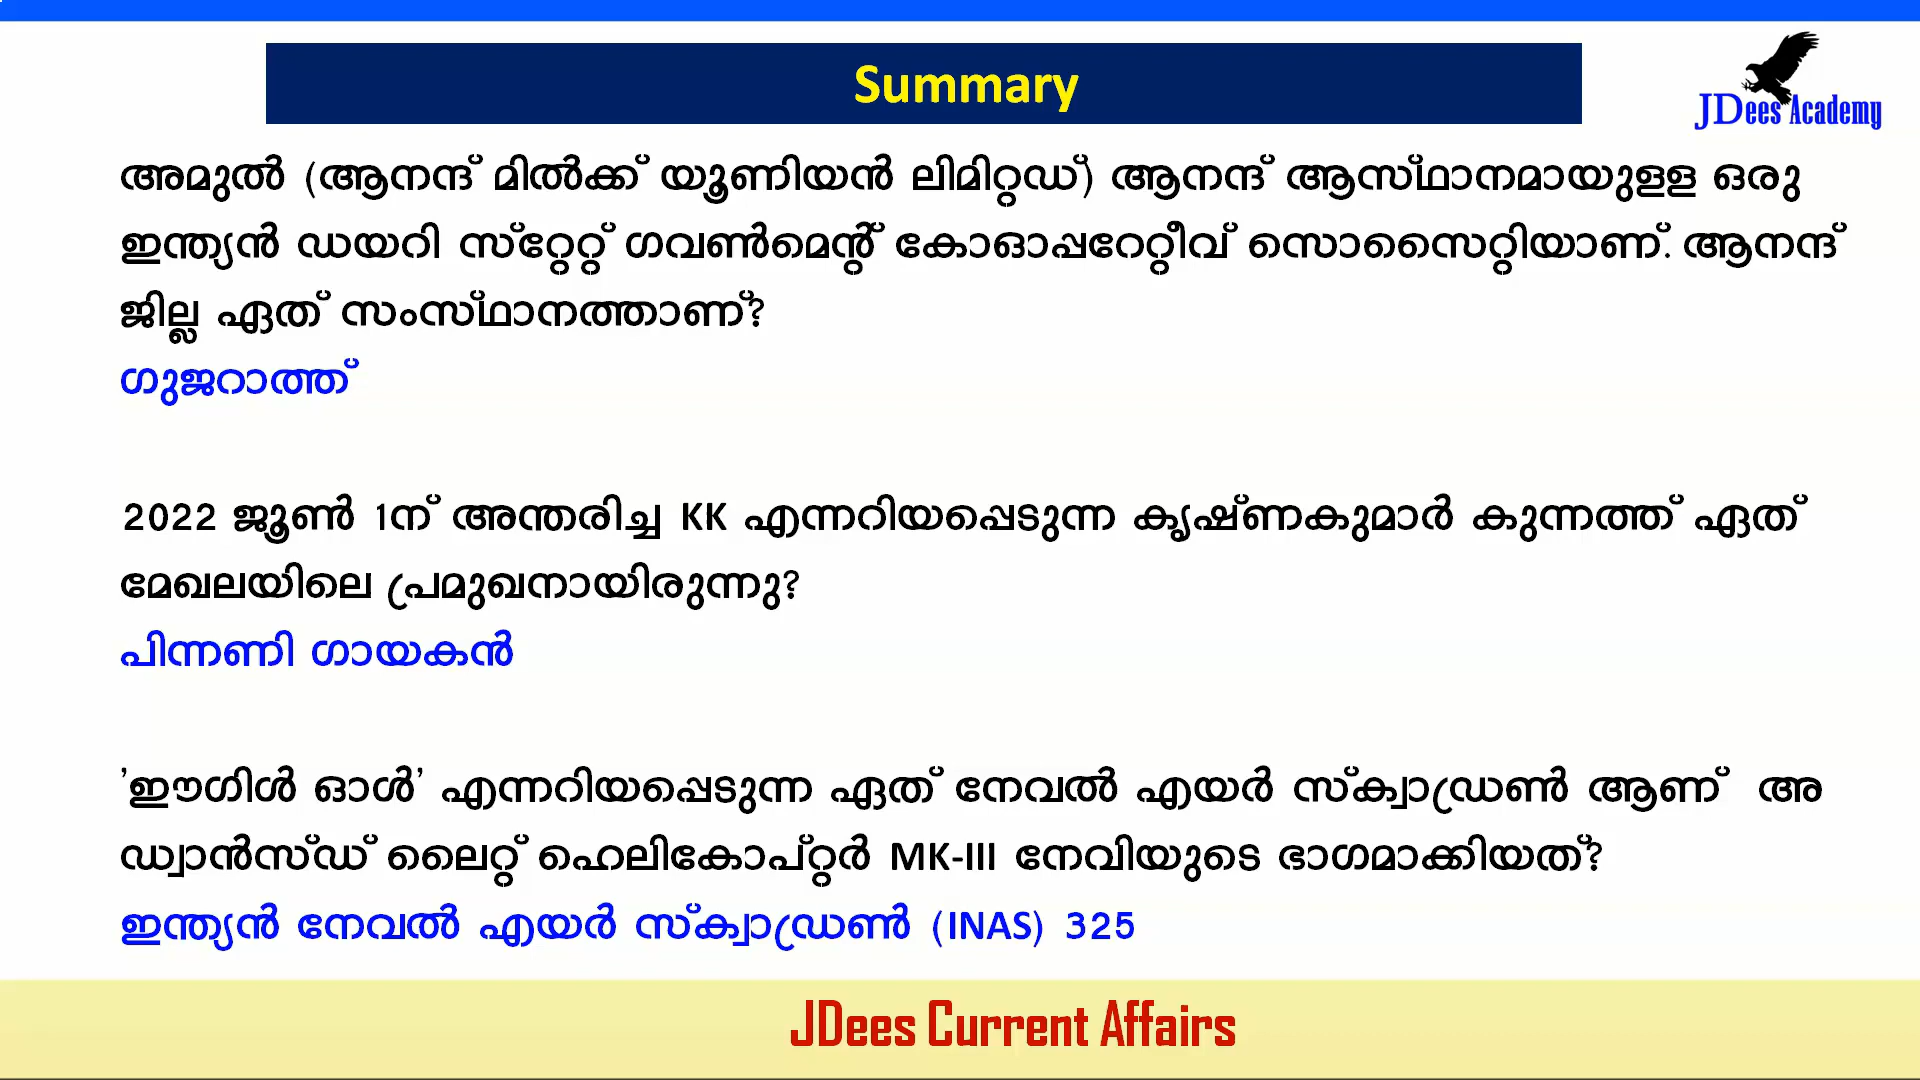 Summary
JDees Academy
അമുൽ (ആനന്ദ് മിൽക്ക് യൂണിയൻ ലിമിറ്റഡ്) ആനന്ദ് ആസ്ഥാനമായുളള ഒരു
ഇന്ത്യൻ ഡയറി സ്റ്റേറ്റ് ഗവൺമെന്റ് കോഓപ്പറേറ്റീവ് സൊസൈറ്റിയാണ്. ആനന്ദ്
ജില്ല ഏത് സംസ്ഥാനത്താണ്?
ഗുജറാത്ത്
2022 ജൂൺ 1ന് അന്തരിച്ച KK എന്നറിയപ്പെടുന്ന കൃഷ്ണകുമാർ കുന്നത്ത് ഏത്
മേഖലയിലെ പ്രമുഖനായിരുന്നു?
പിന്നണി ഗായകൻ
'ഈഗിൾ ഓൾ' എന്നറിയപ്പെടുന്ന ഏത് നേവൽ എയർ സ്ക്വാഡ്രൺ ആണ് അ
ഡ്വാൻസ്ഡ് ലൈറ്റ് ഹെലികോപ്റ്റർ MK-III നേവിയുടെ ഭാഗമാക്കിയത്?
ഇന്ത്യൻ നേവൽ എയർ സ്ക്വാഡ്രൺ (INAS) 325
JDees Current Affairs